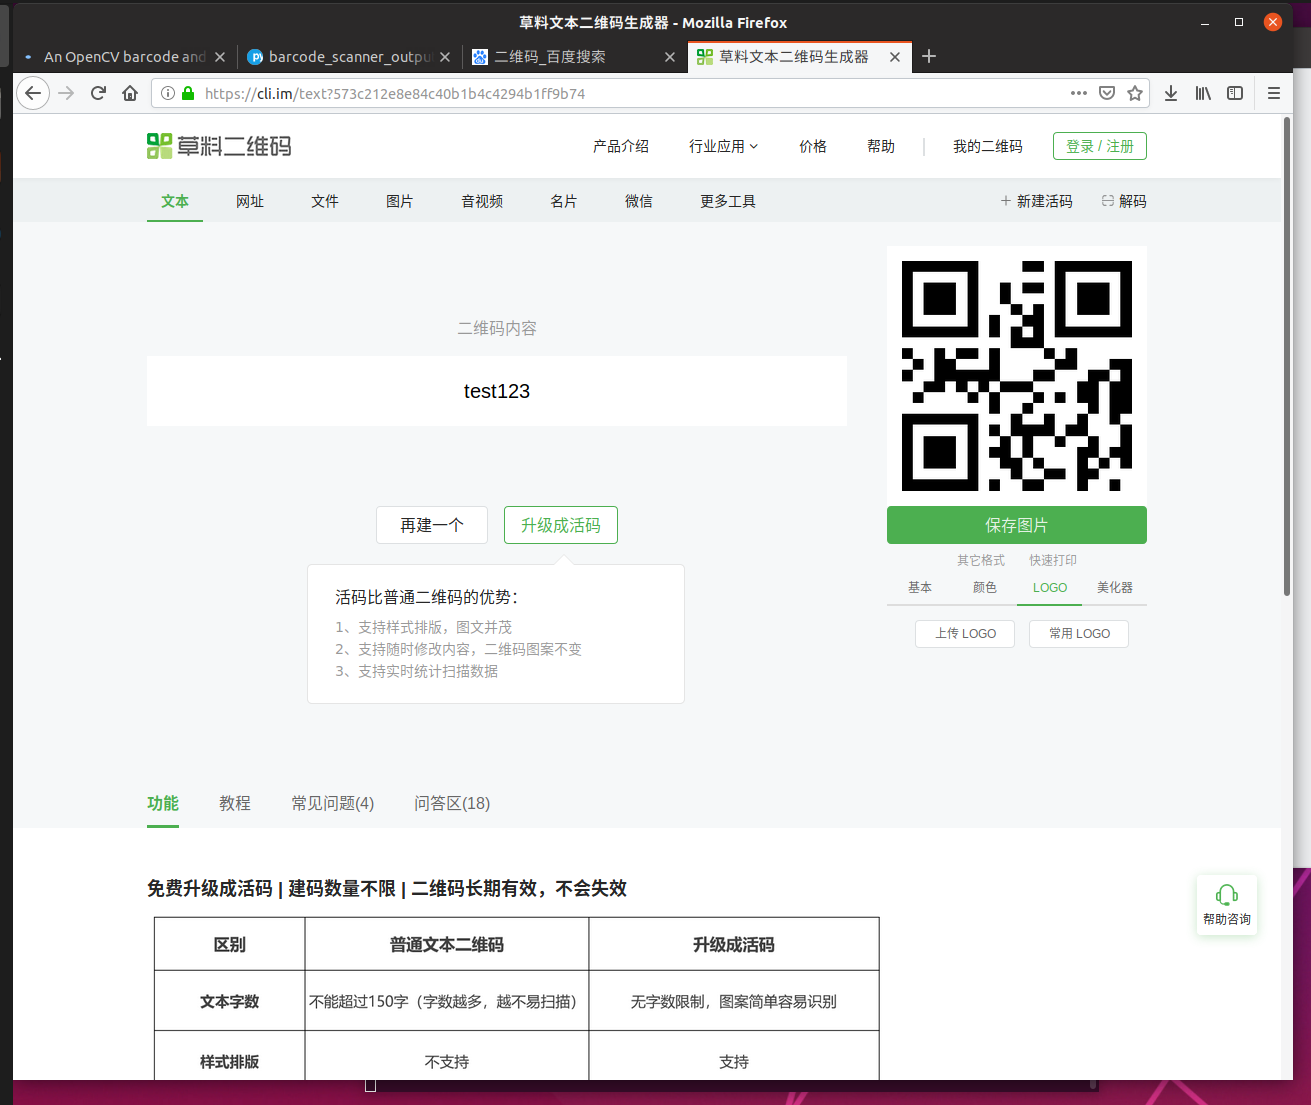 草料文本二维码生成器 - Mozilla Firefox
An OpenCV barcode and
barcode_scanner_outpu
二维码_百度搜索
草料文本二维码生成器
https://cli.im/text?573c212e8e84c40b1b4c4294b1ff9b74
草料二维码
产品介绍
行业应用
价格
帮助
我的二维码
登录 / 注册
文本
网址
文件
图片
音视频
名片
微信
更多工具
+ 新建活码
解码
二维码内容
test123
再建一个
升级成活码
活码比普通二维码的优势：
1、支持样式排版，图文并茂
2、支持随时修改内容，二维码图案不变
3、支持实时统计扫描数据
保存图片
其它格式
快速打印
基本
颜色
LOGO
美化器
上传 LOGO
常用 LOGO
功能
教程
常见问题(4)
问答区(18)
免费升级成活码 | 建码数量不限 | 二维码长期有效，不会失效
区别
普通文本二维码
升级成活码
文本字数
不能超过150字（字数越多，越不易扫描）
无字数限制，图案简单容易识别
样式排版
不支持
支持
帮助咨询